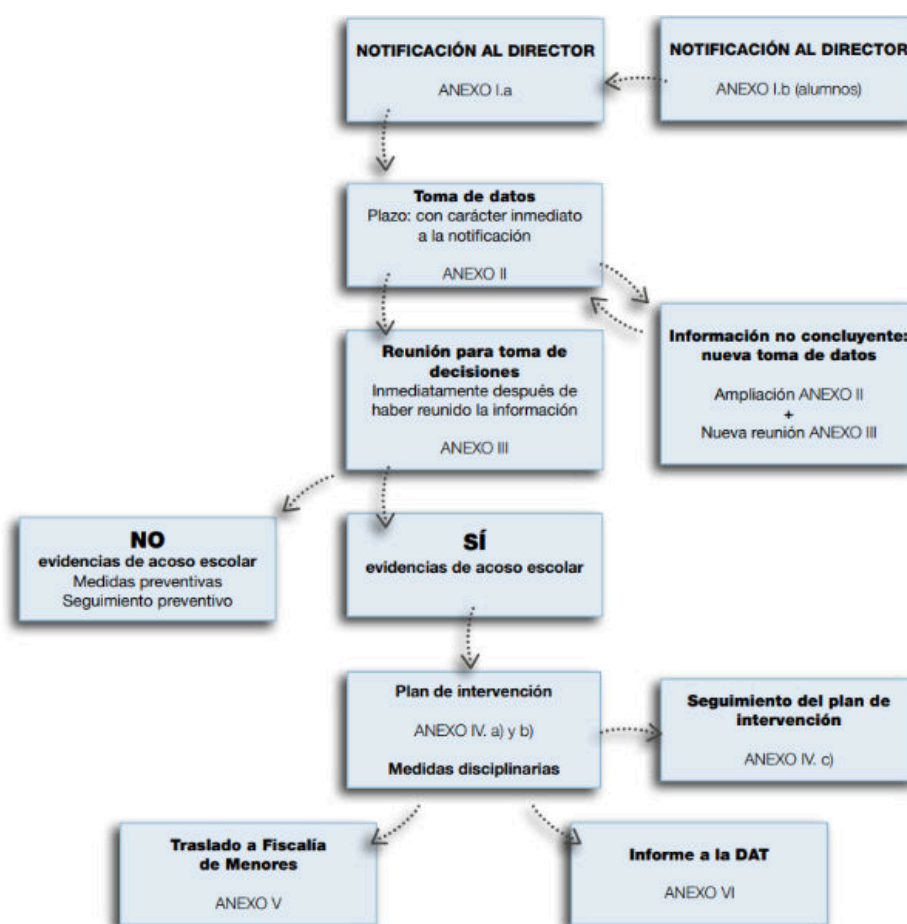 NOTIFICACIÓN AL DIRECTOR
ANEXO I.a
NOTIFICACIÓN AL DIRECTOR
ANEXO I.b (alumnos)
Toma de datos
Plazo: con carácter inmediato
a la notificación
ANEXO II
Información no concluyente:
nueva toma de datos
Ampliación ANEXO II
+
Nueva reunión ANEXO III
Reunión para toma de
decisiones
Inmediatamente después de
haber reunido la información
ANEXO III
NO
evidencias de acoso escolar
Medidas preventivas
Seguimiento preventivo
SÍ
evidencias de acoso escolar
Plan de intervención
ANEXO IV. a) y b)
Medidas disciplinarias
Seguimiento del plan de
intervención
ANEXO IV. c)
Traslado a Fiscalía
de Menores
ANEXO V
Informe a la DAT
ANEXO VI